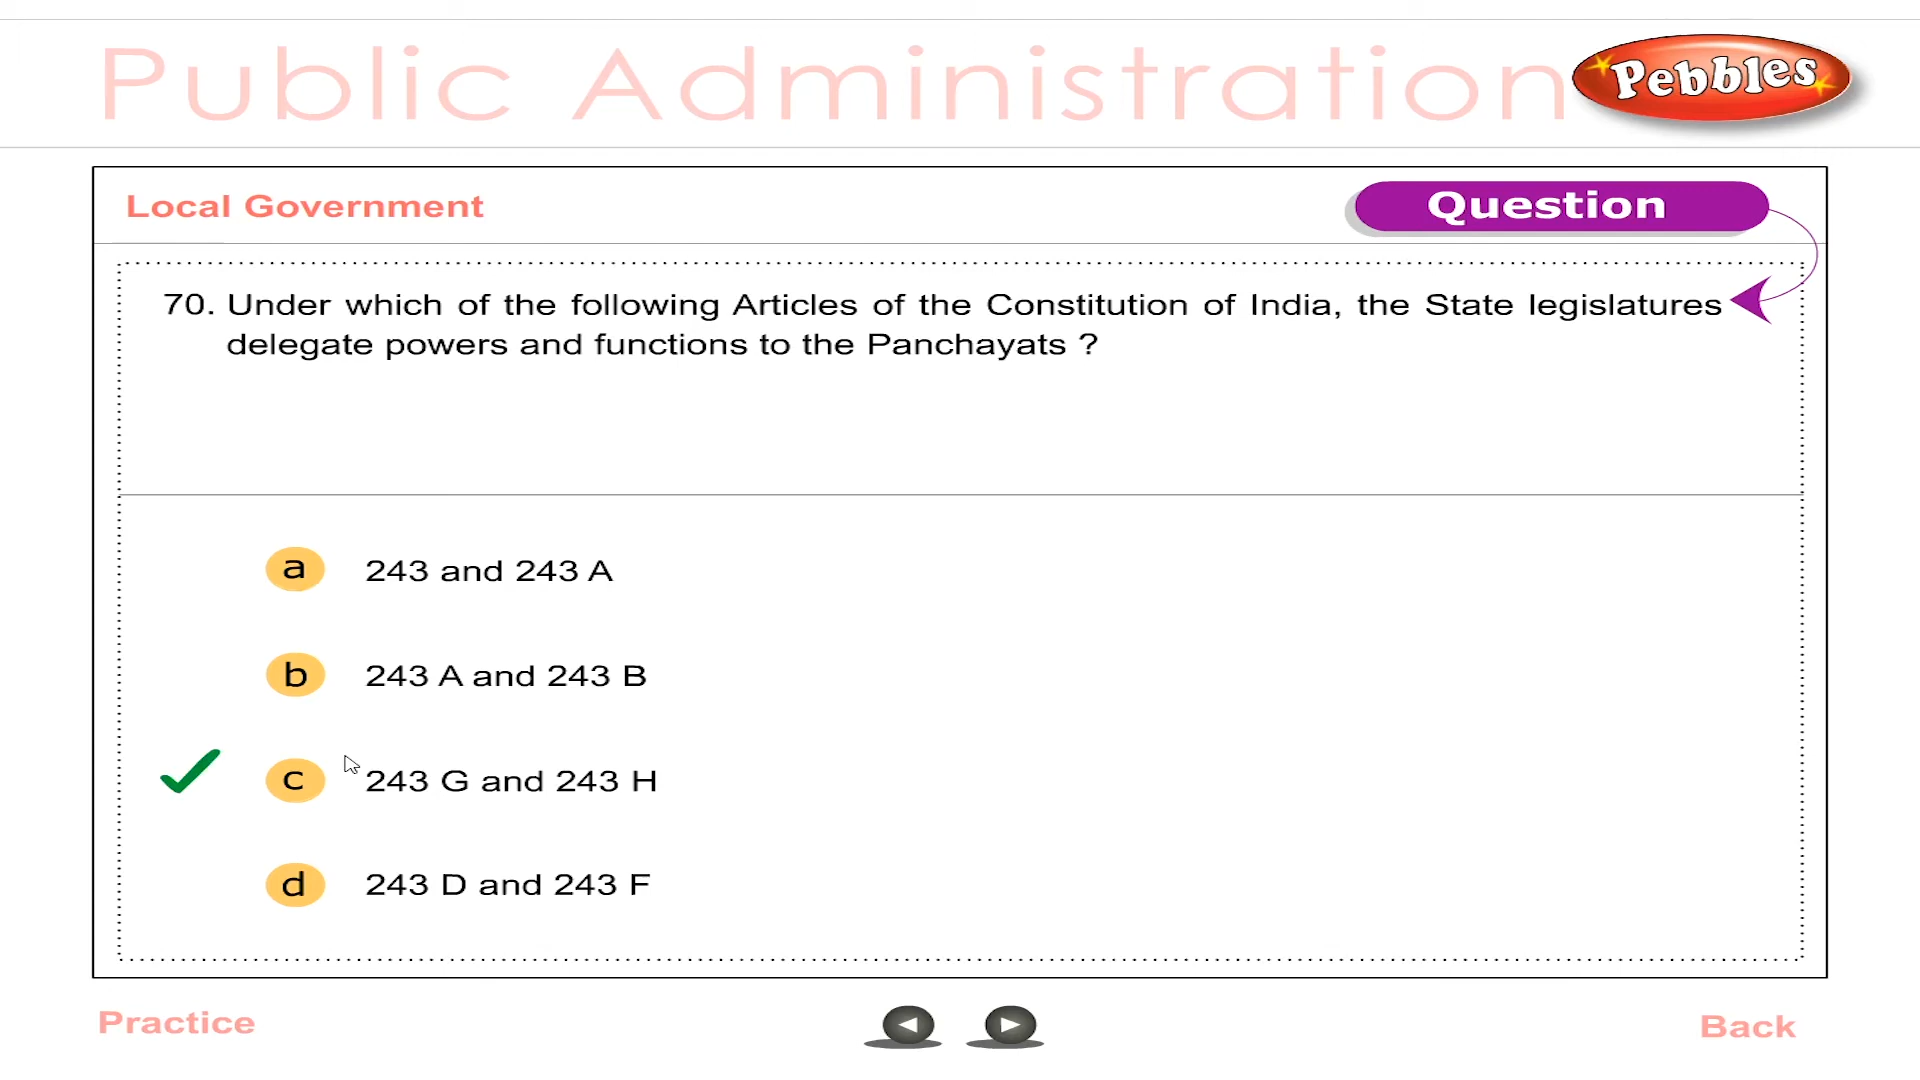 Public Administration
Pebbles
Local Government
Question
70. Under which of the following Articles of the Constitution of India, the State legislatures
delegate powers and functions to the Panchayats ?
a 243 and 243 A
b 243 A and 243 B
c 243 G and 243 H
d 243 D and 243 F
Practice
Back